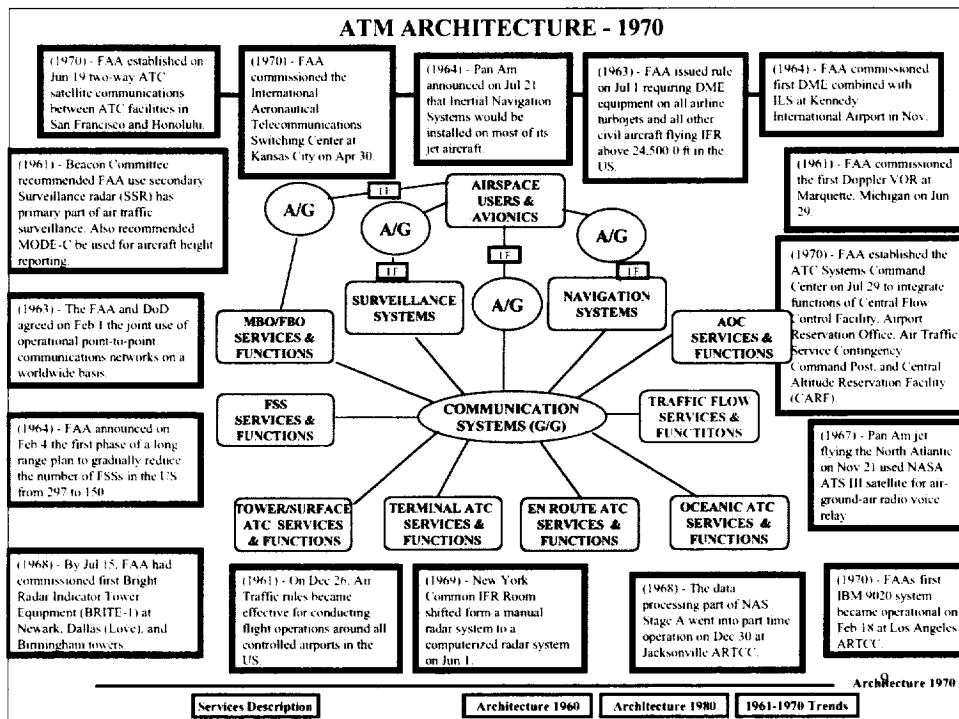 ATM ARCHITECTURE - 1970
(1970) - FAA established on
Jun 19 two-way ATC
satellite communications
between ATC facilities in
San Francisco and Honolulu.
(1970) - FAA
commissioned the
International
Aeronautical
Telecommunications
Switching Center at
Kansas City on Apr 30.
(1964) - Pan Am
announced on Jul 21
that Inertial Navigation
Systems would be
installed on most of its
jet aircraft.
(1963) - FAA issued rule
on Jul 1 requiring DME
equipment on all airline
turbojets and all other
civil aircraft flying IFR
above 24,500.0 ft in the
US.
(1964) - FAA commissioned
first DME combined with
ILS at Kennedy
International Airport in Nov.
(1961) - Beacon Committee
recommended FAA use secondary
Surveillance radar (SSR) has
primary part of air traffic
surveillance. Also recommended
MODE-C be used for aircraft height
reporting.
(1961) - FAA commissioned
the first Doppler VOR at
Marquette, Michigan on Jun
29.
I/F
A/G
A/G
I/F
AIRSPACE
USERS &
AVIONICS
I/F
A/G
A/G
I/F
SURVEILLANCE
SYSTEMS
NAVIGATION
SYSTEMS
(1970) - FAA established the
ATC Systems Command
Center on Jul 29 to integrate
functions of Central Flow
Control Facility, Airport
Reservation Office, Air Traffic
Service Contingency
Command Post, and Central
Altitude Reservation Facility
(CARF).
(1963) - The FAA and DoD
agreed on Feb 1 the joint use of
operational point-to-point
communications networks on a
worldwide basis.
MBO/FBO
SERVICES &
FUNCTIONS
AOC
SERVICES &
FUNCTIONS
FSS
SERVICES &
FUNCTIONS
COMMUNICATION
SYSTEMS (G/G)
TRAFFIC FLOW
SERVICES &
FUNCTITONS
(1964) - FAA announced on
Feb 4 the first phase of a long
range plan to gradually reduce
the number of FSSs in the US
from 297 to 150
(1967) - Pan Am jet
flying the North Atlantic
on Nov 21 used NASA
ATS III satellite for air-
ground-air radio voice
relay
TOWER/SURFACE
ATC SERVICES
& FUNCTIONS
TERMINAL ATC
SERVICES &
FUNCTIONS
EN ROUTE ATC
SERVICES &
FUNCTIONS
OCEANIC ATC
SERVICES &
FUNCTIONS
(1968) - By Jul 15, FAA had
commissioned first Bright
Radar Indicator Tower
Equipment (BRITE-1) at
Newark, Dallas (Love), and
Birmingham towers.
(1961) - On Dec 26, Air
Traffic rules became
effective for conducting
flight operations around all
controlled airports in the
US.
(1969) - New York
Common IFR Room
shifted form a manual
radar system to a
computerized radar system
on Jun 1.
(1968) - The data
processing part of NAS
Stage A went into part time
operation on Dec 30 at
Jacksonville ARTCC.
(1970) - FAAs first
IBM 9020 system
became operational on
Feb 18 at Los Angeles
ARTCC.
9
Architecture 1970
Services Description
Architecture 1960
Architecture 1980
1961-1970 Trends